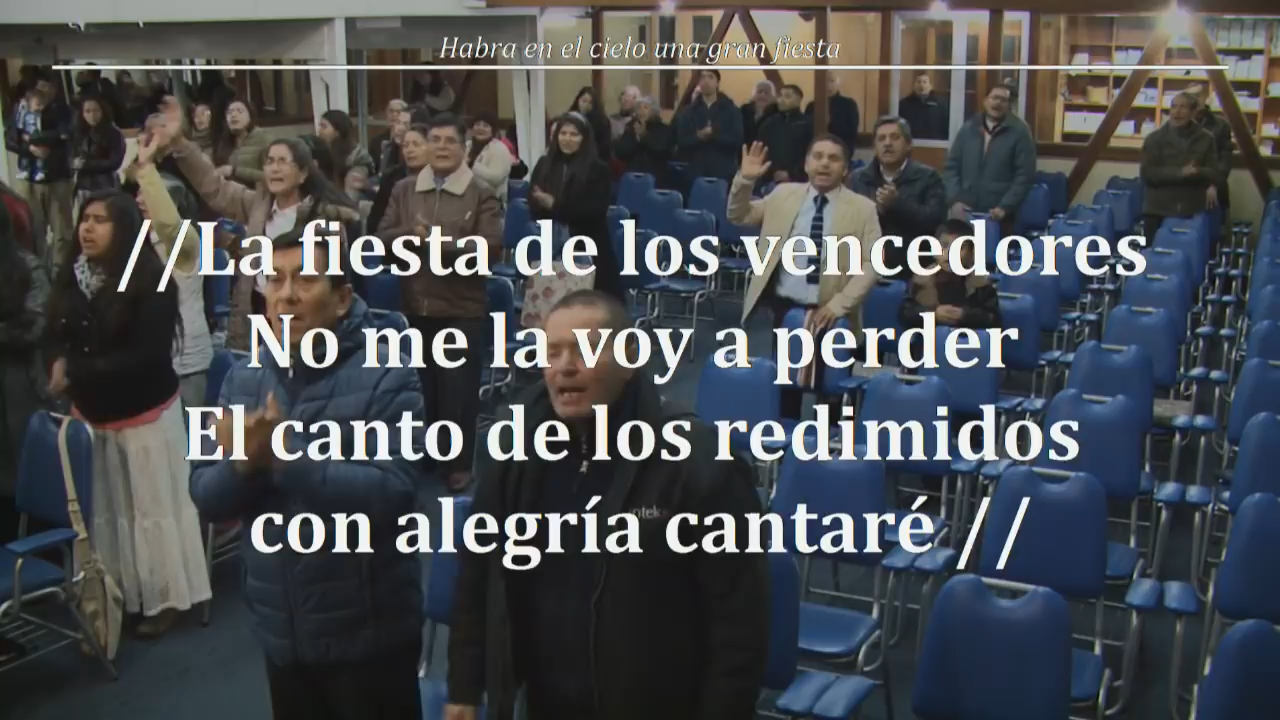 Habra en el cielo una gran fiesta
//La fiesta de los vencedores
No me la voy a perder
El canto de los redimidos
con alegría cantaré //